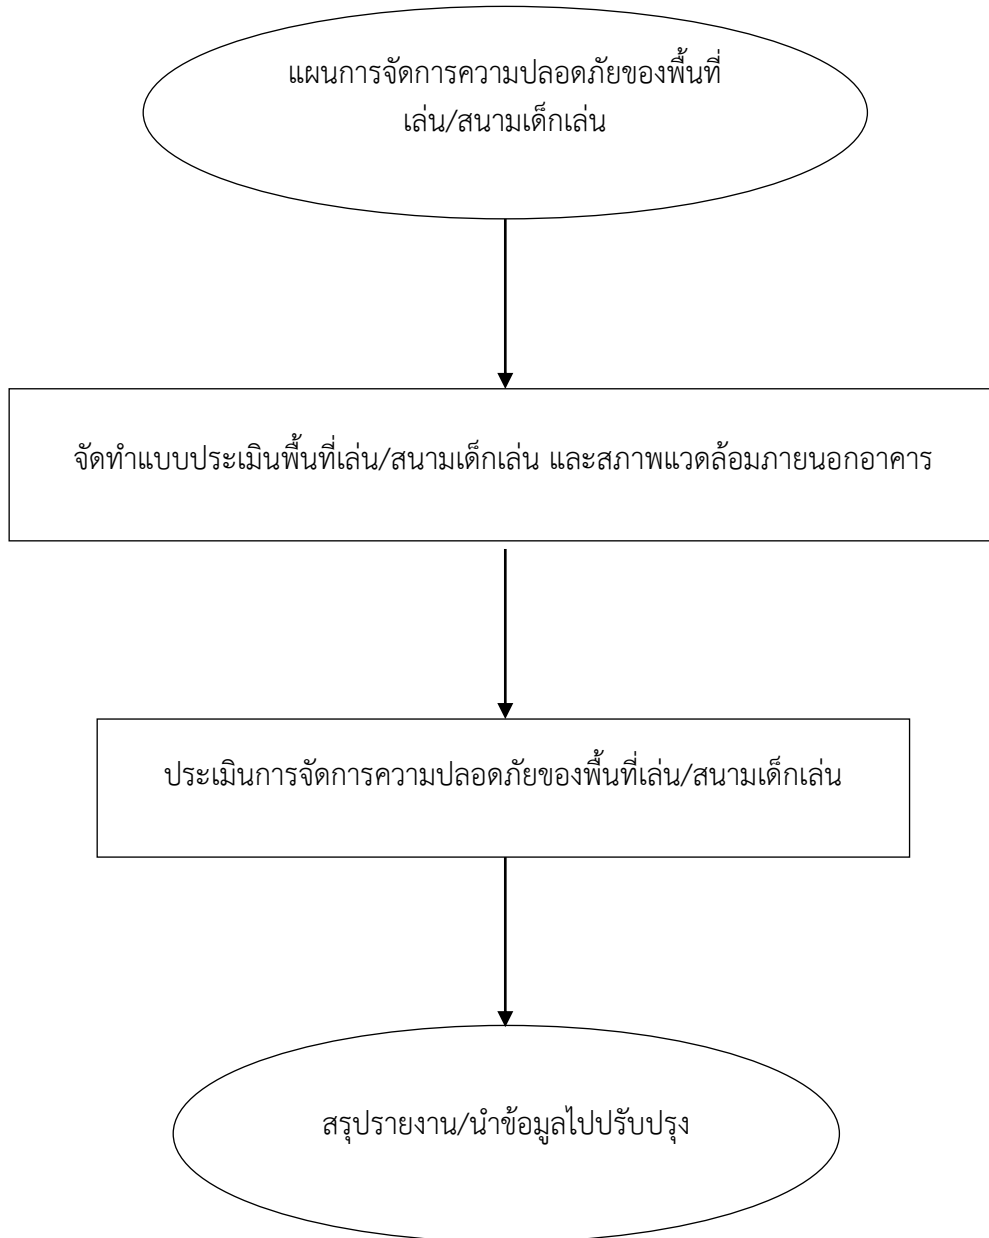 แผนการจัดการความปลอดภัยของพื้นที่
เล่น/สนามเด็กเล่น
จัดทำแบบประเมินพื้นที่เล่น/สนามเด็กเล่น และสภาพแวดล้อมภายนอกอาคาร
ประเมินการจัดการความปลอดภัยของพื้นที่เล่น/สนามเด็กเล่น
สรุปรายงาน/นำข้อมูลไปปรับปรุง